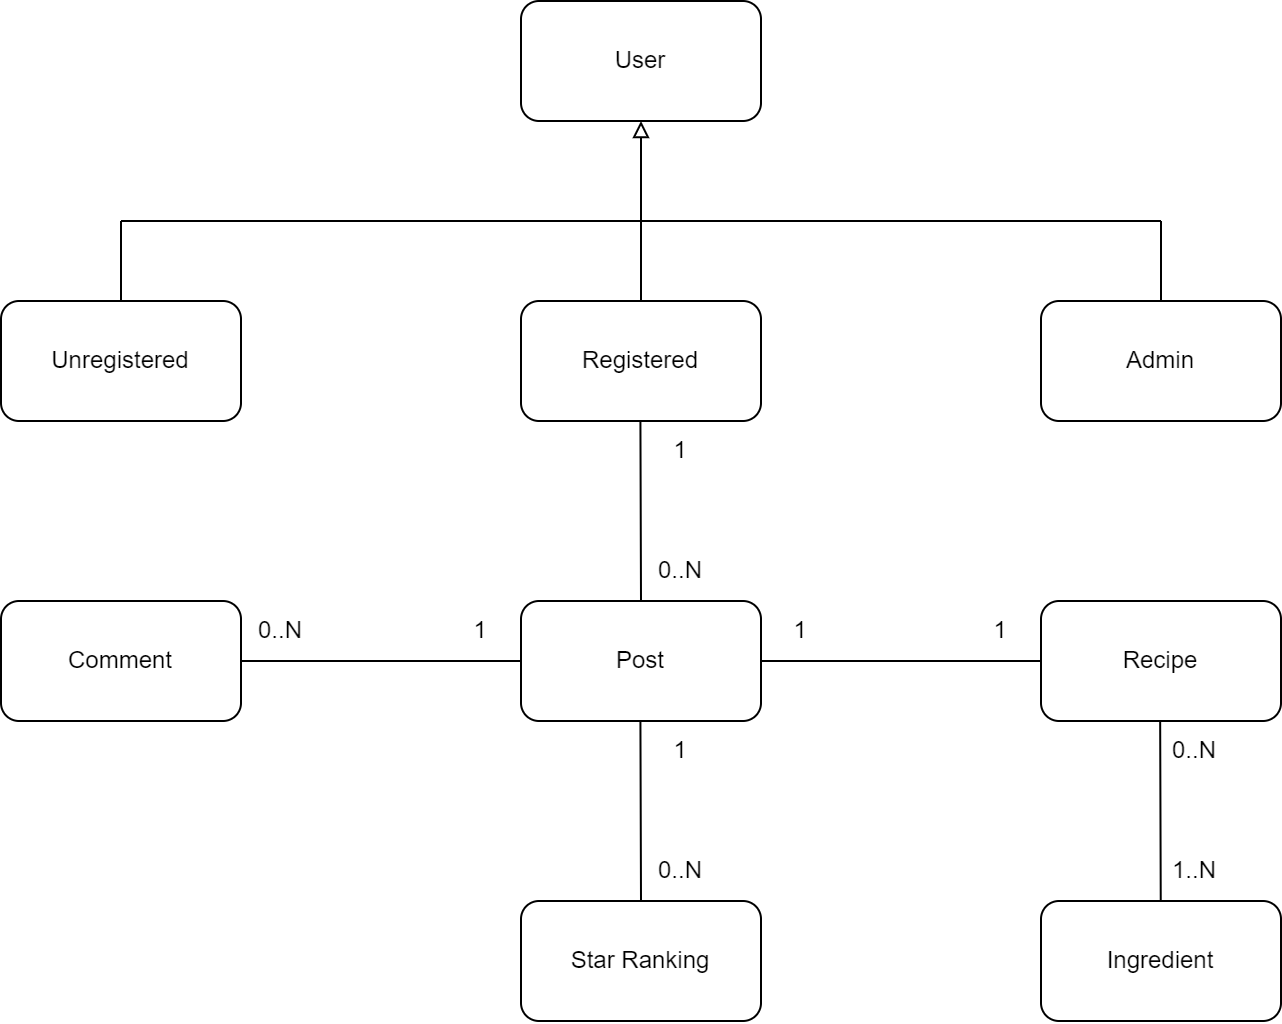 User
Unregistered
Registered
Admin
1
0..N
0..N
1
1
1
Comment
Post
Recipe
1
0..N
0..N
1..N
Star Ranking
Ingredient